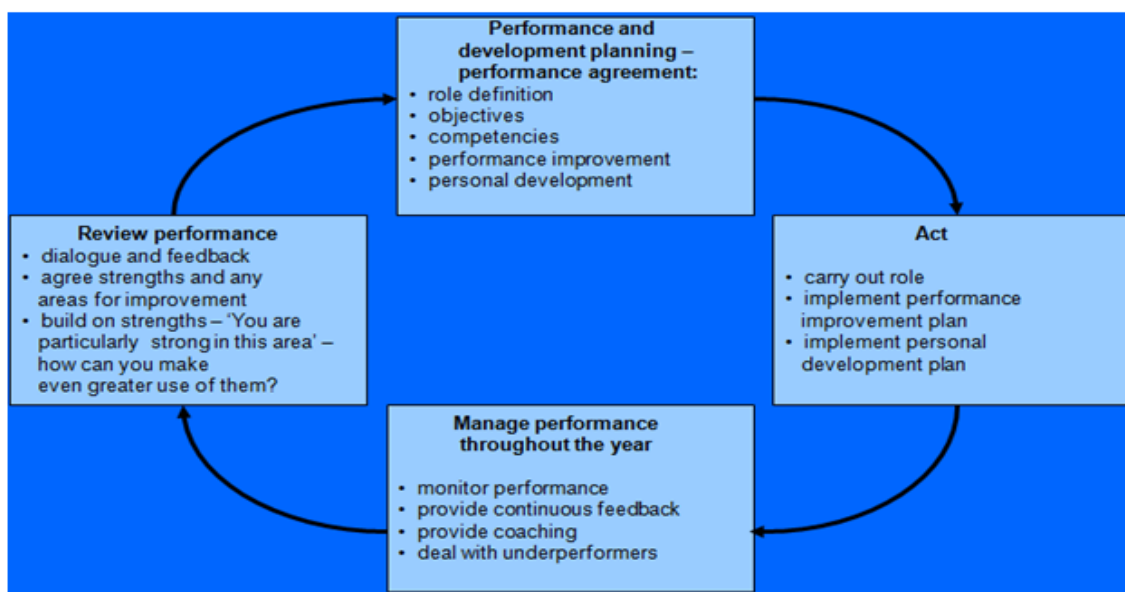 Performance and
development planning –
performance agreement:
• role definition
• objectives
• competencies
• performance improvement
• personal development
Act
• carry out role
• implement performance
improvement plan
• implement personal
development plan
Manage performance
throughout the year
• monitor performance
• provide continuous feedback
• provide coaching
• deal with underperformers
Review performance
• dialogue and feedback
• agree strengths and any
areas for improvement
• build on strengths – ‘You are
particularly strong in this area’ –
how can you make
even greater use of them?